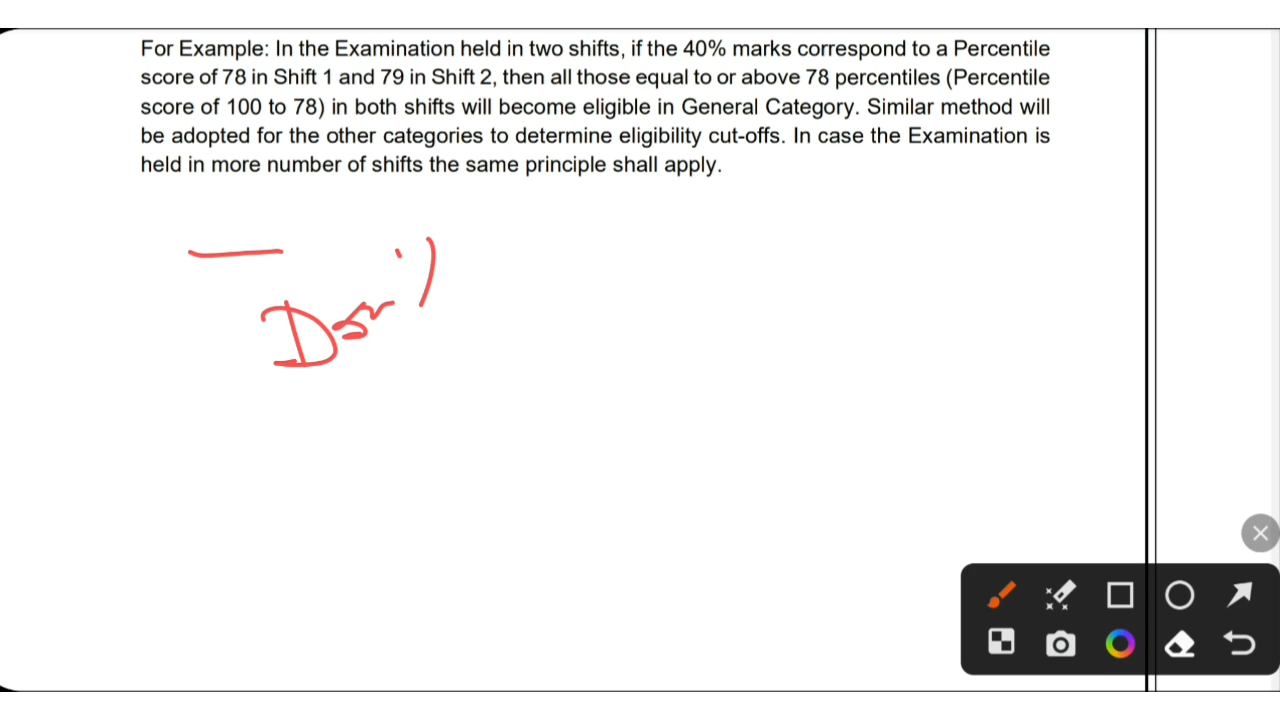 For Example: In the Examination held in two shifts, if the 40% marks correspond to a Percentile
score of 78 in Shift 1 and 79 in Shift 2, then all those equal to or above 78 percentiles (Percentile
score of 100 to 78) in both shifts will become eligible in General Category. Similar method will
be adopted for the other categories to determine eligibility cut-offs. In case the Examination is
held in more number of shifts the same principle shall apply.